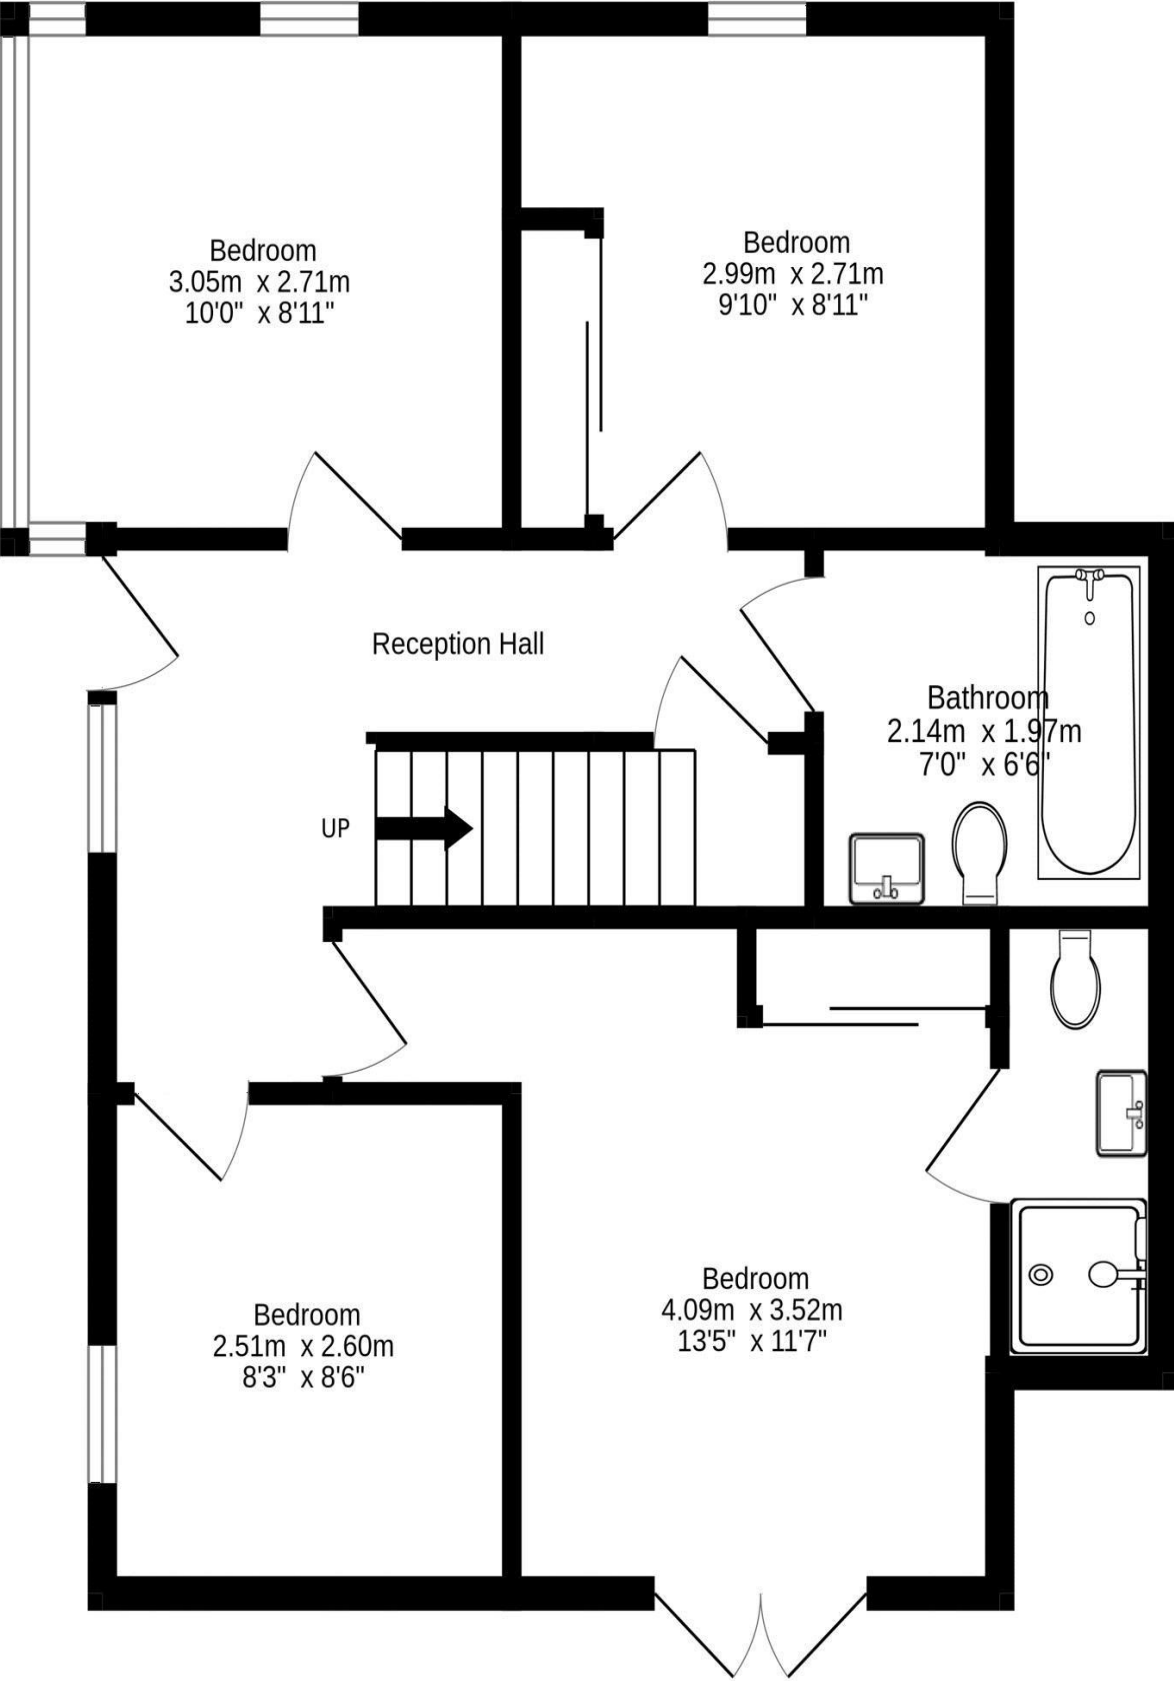 Bedroom
3.05m x 2.71m
10'0" x 8'11"
Bedroom
2.99m x 2.71m
9'10" x 8'11"
Reception Hall
Bathroom
2.14m x 1.97m
7'0" x 6'6"
UP
Bedroom
4.09m x 3.52m
13'5" x 11'7"
Bedroom
2.51m x 2.60m
8'3" x 8'6"